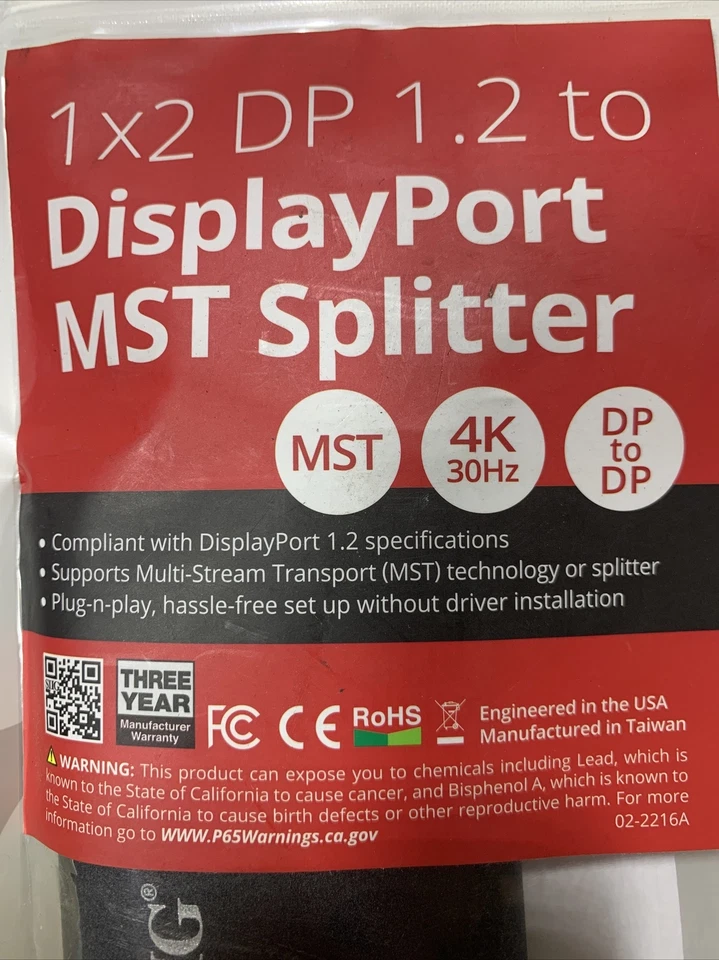 1x2 DP 1.2 to
DisplayPort
MST Splitter
MST
4K
30Hz
DP
to
DP
• Compliant with DisplayPort 1.2 specifications
• Supports Multi-Stream Transport (MST) technology or splitter
• Plug-n-play, hassle-free set up without driver installation
SIIG
THREE
YEAR
Manufacturer
Warranty
FC
CE
RoHS
Engineered in the USA
Manufactured in Taiwan
WARNING: This product can expose you to chemicals including Lead, which is
known to the State of California to cause cancer, and Bisphenol A, which is known to
the State of California to cause birth defects or other reproductive harm. For more
information go to WWW.P65Warnings.ca.gov
02-2216A
IG®